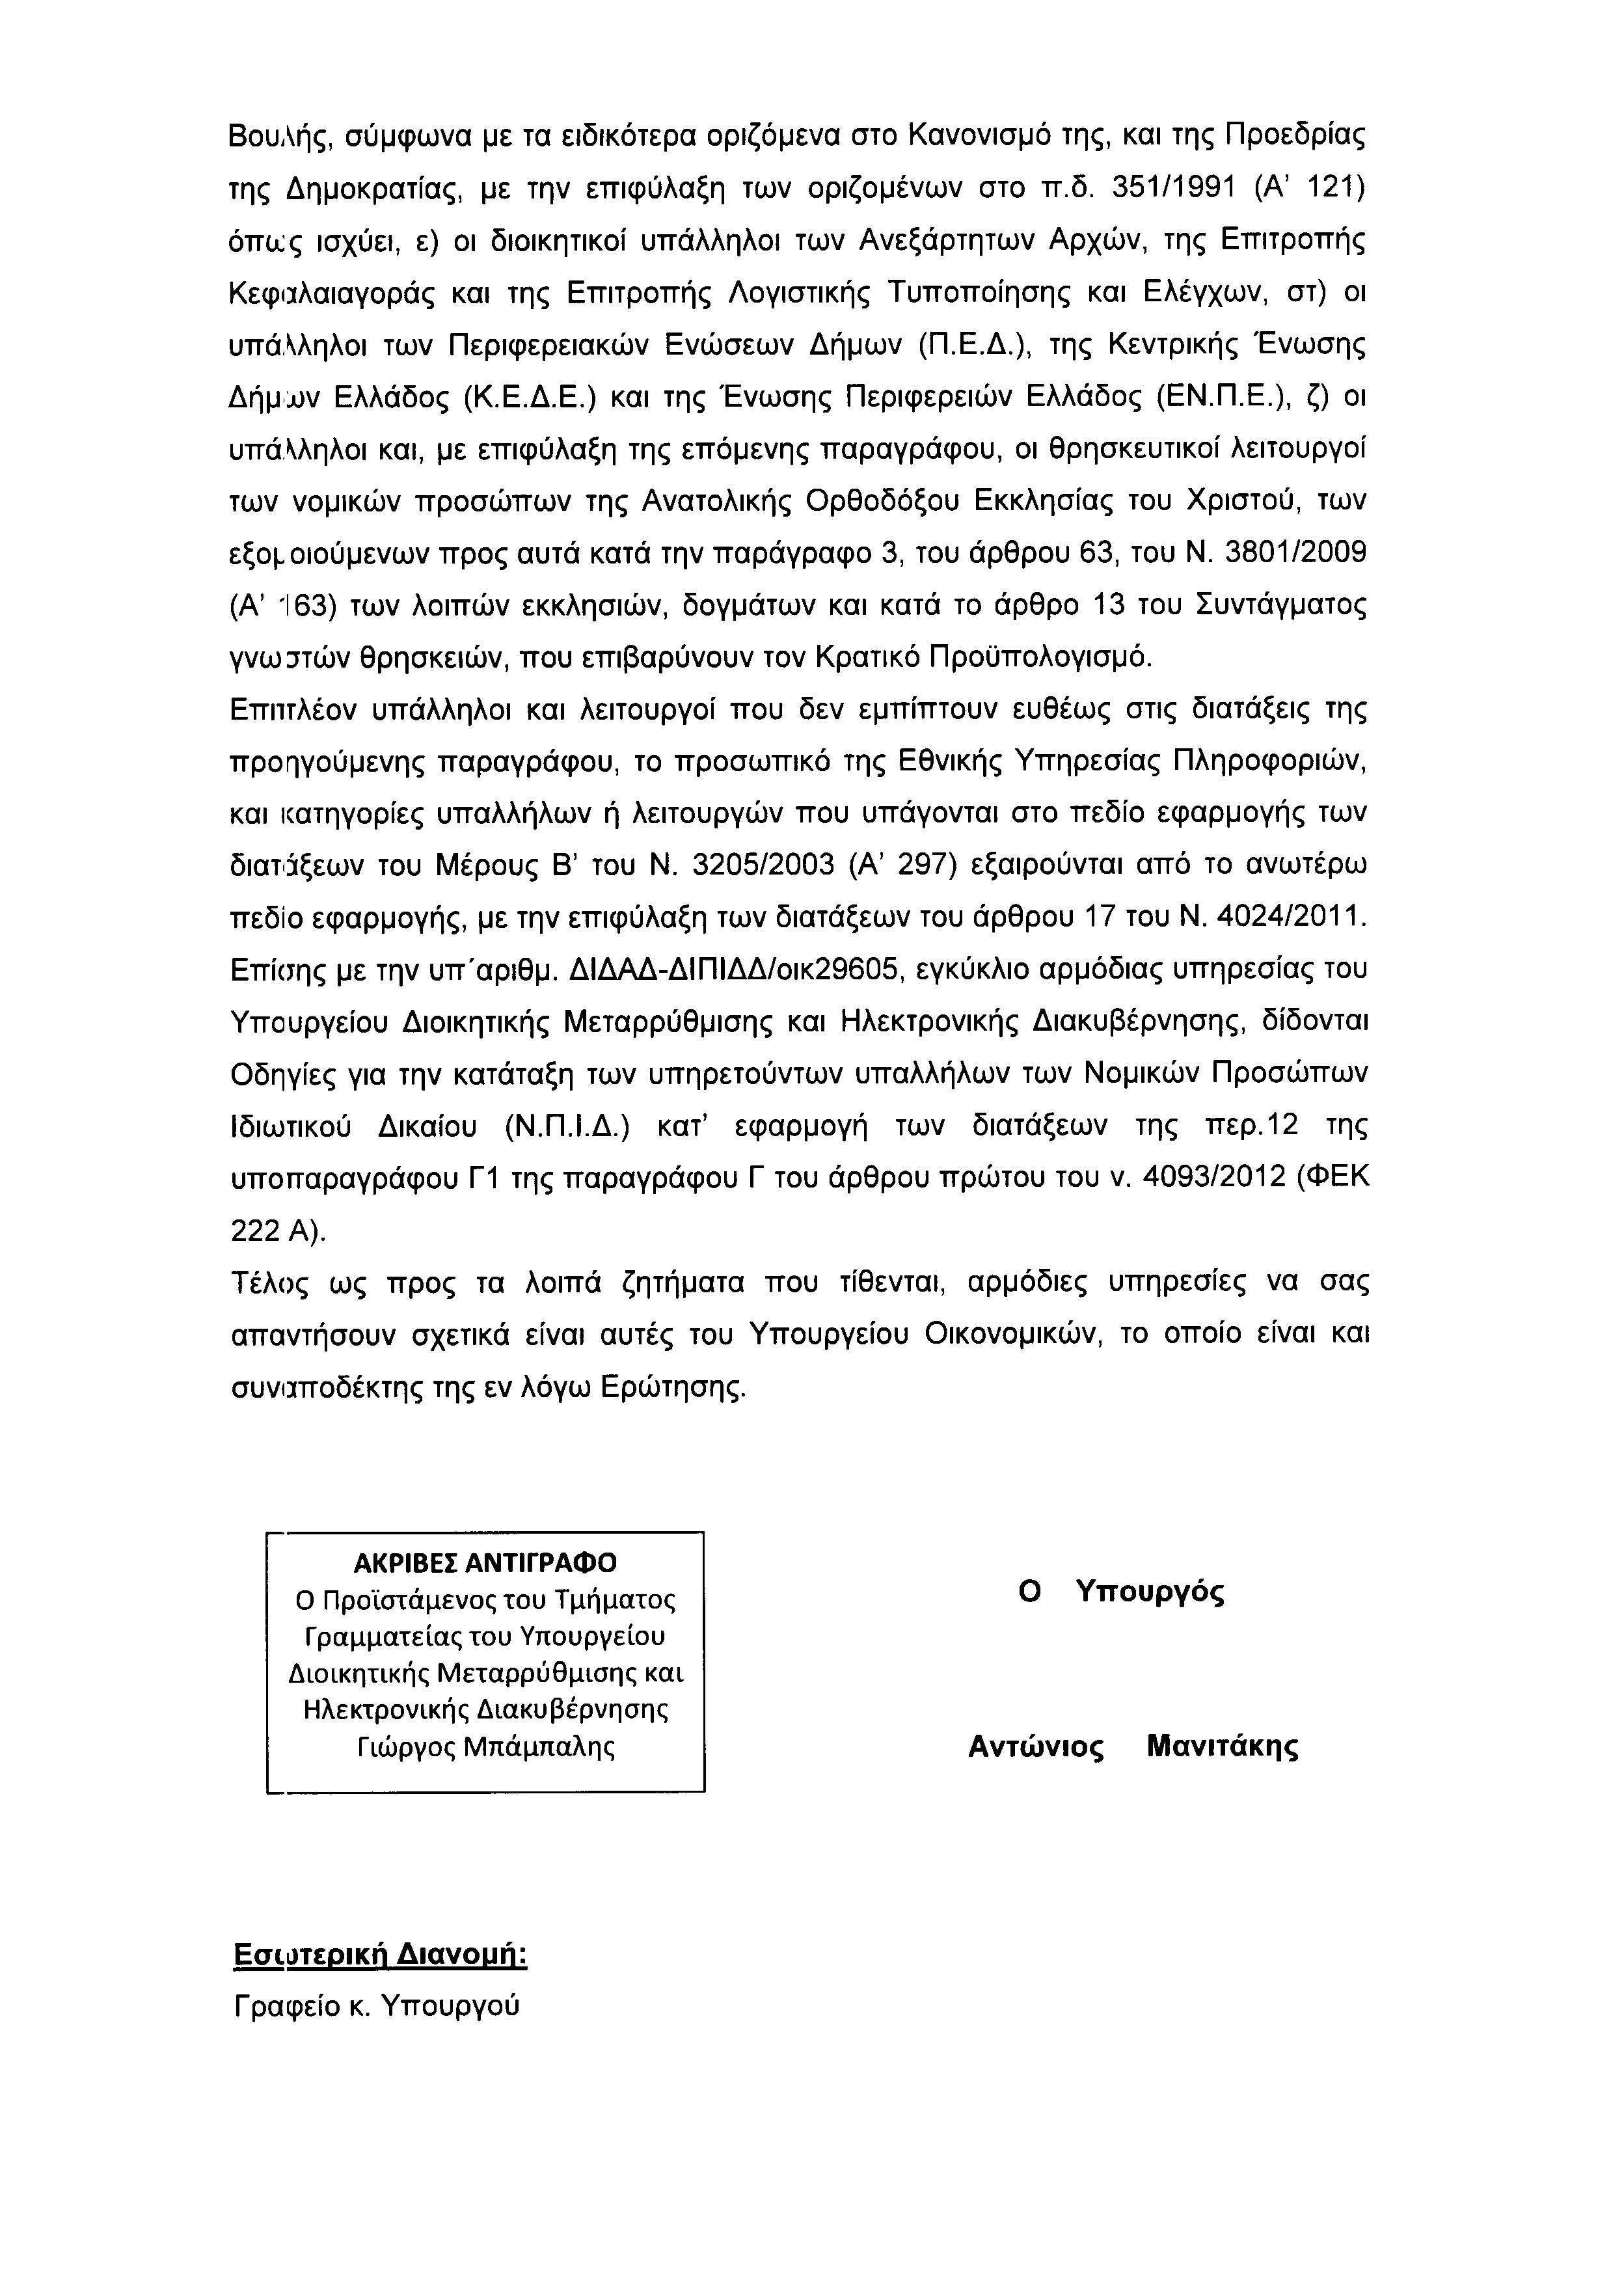 Βουλής, σύμφωνα με τα ειδικότερα οριζόμενα στο Κανονισμό της, και της Προεδρίας
της Δημοκρατίας, με την επιφύλαξη των οριζομένων στο π.δ. 351/1991 (Α’ 121)
όπως ισχύει, ε) οι διοικητικοί υπάλληλοι των Ανεξάρτητων Αρχών, της Επιτροπής
Κεφαλαιαγοράς και της Επιτροπής Λογιστικής Τυποποίησης και Ελέγχων, στ) οι
υπάλληλοι των Περιφερειακών Ενώσεων Δήμων (Π.Ε.Δ.), της Κεντρικής Ένωσης
Δήμων Ελλάδος (Κ.Ε.Δ.Ε.) και της Ένωσης Περιφερειών Ελλάδος (ΕΝ.Π.Ε.), ζ) οι
υπάλληλοι και, με επιφύλαξη της επόμενης παραγράφου, οι θρησκευτικοί λειτουργοί
των νομικών προσώπων της Ανατολικής Ορθοδόξου Εκκλησίας του Χριστού, των
εξομοιούμενων προς αυτά κατά την παράγραφο 3, του άρθρου 63, του Ν. 3801/2009
(Α’ 163) των λοιπών εκκλησιών, δογμάτων και κατά το άρθρο 13 του Συντάγματος
γνωστών θρησκειών, που επιβαρύνουν τον Κρατικό Προϋπολογισμό.
Επιπλέον υπάλληλοι και λειτουργοί που δεν εμπίπτουν ευθέως στις διατάξεις της
προηγούμενης παραγράφου, το προσωπικό της Εθνικής Υπηρεσίας Πληροφοριών,
και κατηγορίες υπαλλήλων ή λειτουργών που υπάγονται στο πεδίο εφαρμογής των
διατάξεων του Μέρους Β’ του Ν. 3205/2003 (Α’ 297) εξαιρούνται από το ανωτέρω
πεδίο εφαρμογής, με την επιφύλαξη των διατάξεων του άρθρου 17 του Ν. 4024/2011.
Επίσης με την υπ΄αριθμ. ΔΙΔΑΔ-ΔΙΠΙΔΔ/οικ29605, εγκύκλιο αρμόδιας υπηρεσίας του
Υπουργείου Διοικητικής Μεταρρύθμισης και Ηλεκτρονικής Διακυβέρνησης, δίδονται
Οδηγίες για την κατάταξη των υπηρετούντων υπαλλήλων των Νομικών Προσώπων
Ιδιωτικού Δικαίου (Ν.Π.Ι.Δ.) κατ’ εφαρμογή των διατάξεων της περ.12 της
υποπαραγράφου Γ1 της παραγράφου Γ του άρθρου πρώτου του ν. 4093/2012 (ΦΕΚ
222 Α).
Τέλος ως προς τα λοιπά ζητήματα που τίθενται, αρμόδιες υπηρεσίες να σας
απαντήσουν σχετικά είναι αυτές του Υπουργείου Οικονομικών, το οποίο είναι και
συναποδέκτης της εν λόγω Ερώτησης.
ΑΚΡΙΒΕΣ ΑΝΤΙΓΡΑΦΟ
Ο Προϊστάμενος του Τμήματος
Γραμματείας του Υπουργείου
Διοικητικής Μεταρρύθμισης και
Ηλεκτρονικής Διακυβέρνησης
Γιώργος Μπάμπαλης
Ο Υπουργός
Αντώνιος Μανιτάκης
Εσωτερική Διανομή:
Γραφείο κ. Υπουργού